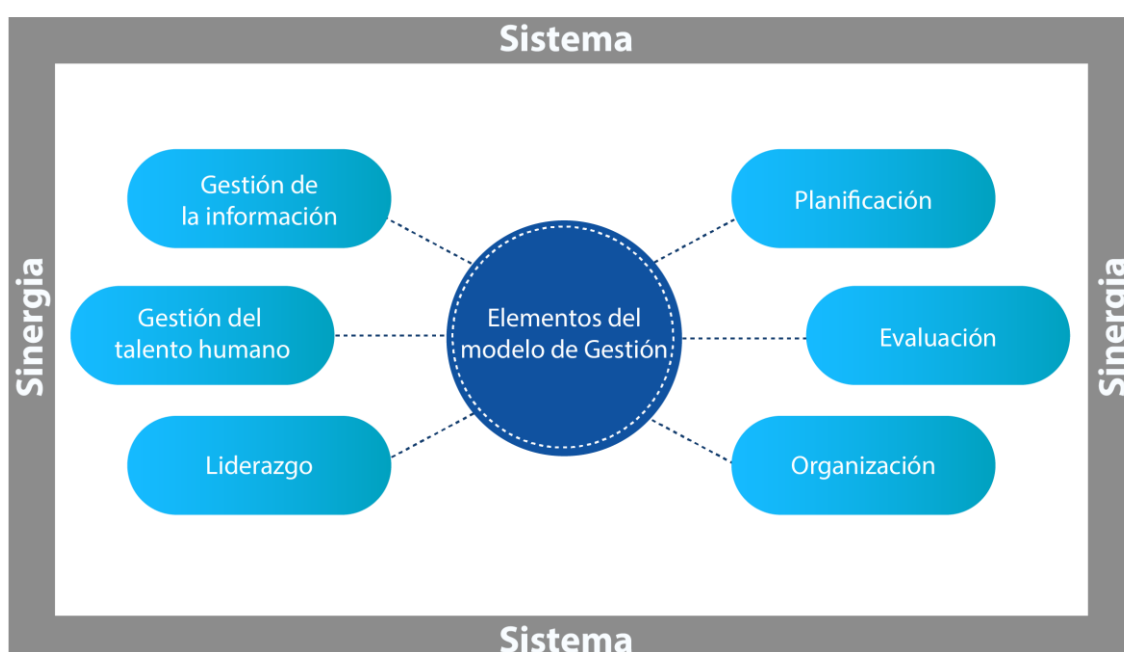 Sistema
Gestión de
la información
Planificación
Sinergia
Gestión del
talento humano
Elementos del
modelo de Gestión
Evaluación
Sinergia
Liderazgo
Organización
Sistema